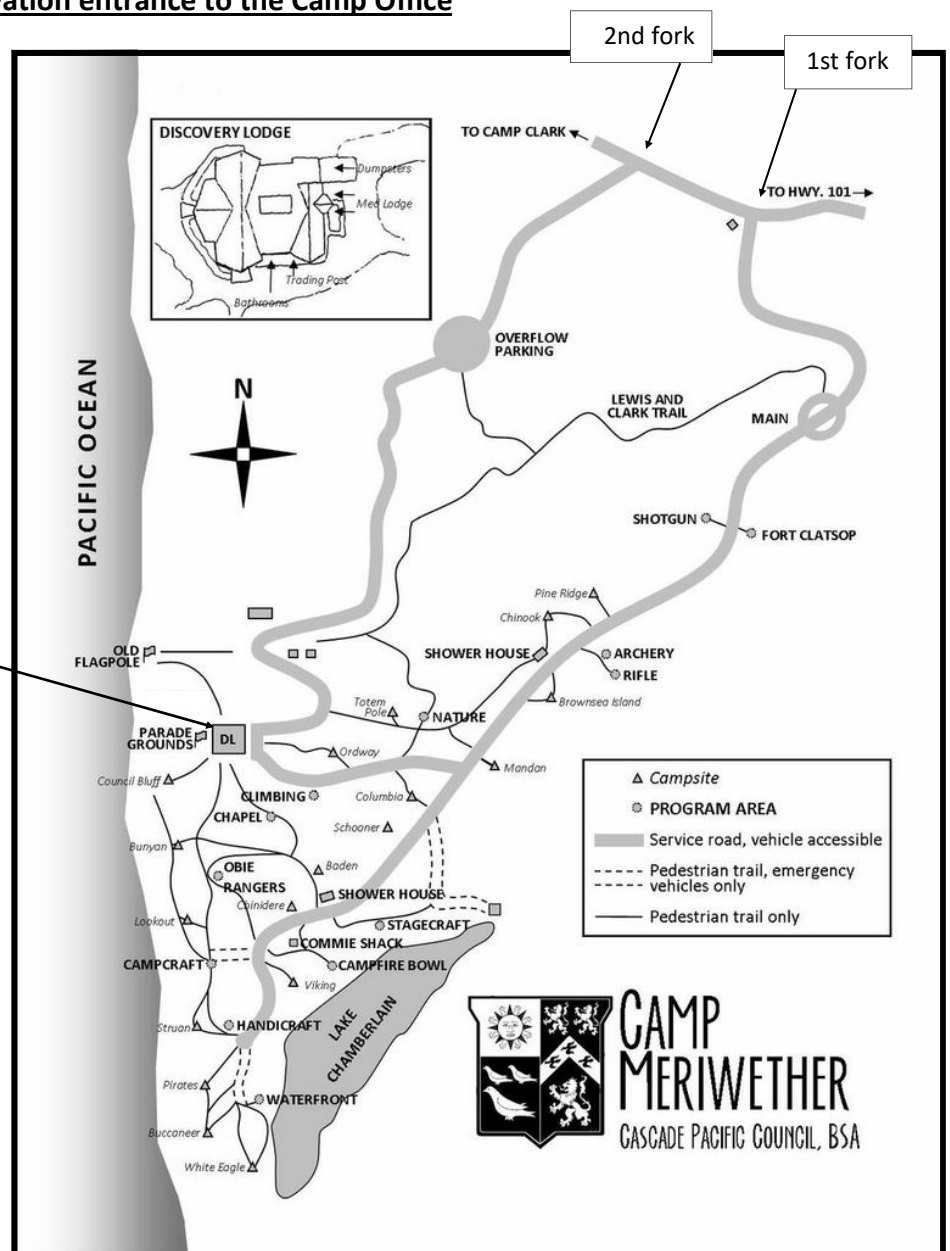 vation entrance to the Camp Office
2nd fork
1st fork
TO CAMP CLARK
TO HWY. 101
DISCOVERY LODGE
Dumpsters
Med Lodge
Trading Post
Bathrooms
OVERFLOW
PARKING
PACIFIC OCEAN
N
LEWIS AND
CLARK TRAIL
MAIN
SHOTGUN
FORT CLATSOP
Pine Ridge
Chinook
OLD
FLAGPOLE
SHOWER HOUSE
ARCHERY
RIFLE
Brownsea Island
Totem
Pole
NATURE
PARADE
GROUNDS
DL
Ordway
Mandan
Council Bluff
CLIMBING
Columbia
CHAPEL
Schooner
Bunyan
OBIE
RANGERS
Baden
Chinidere
SHOWER HOUSE
Lookout
STAGECRAFT
COMMIE SHACK
CAMPCRAFT
CAMPFIRE BOWL
Viking
Struan
HANDICRAFT
LAKE
CHAMBERLAIN
Pirates
WATERFRONT
Buccaneer
White Eagle
Campsite
PROGRAM AREA
Service road, vehicle accessible
Pedestrian trail, emergency
vehicles only
Pedestrian trail only
CAMP
MERIWETHER
CASCADE PACIFIC COUNCIL, BSA